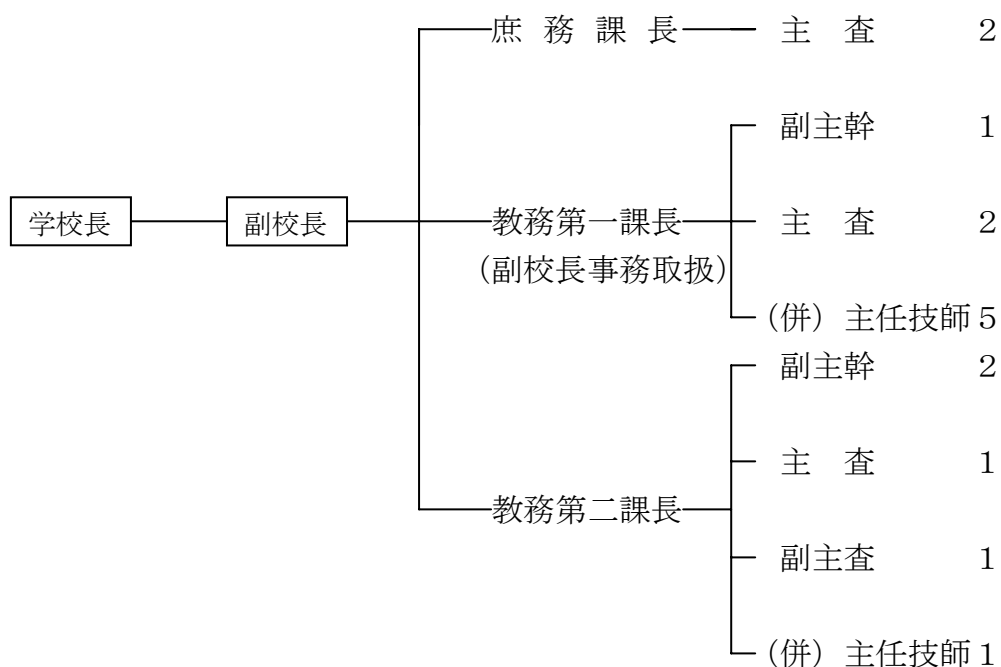 庶務課長 主査 2
副主幹 1
学校長 副校長 教務第一課長 主査 2
(副校長事務取扱)
(併) 主任技師 5
副主幹 2
主査 1
教務第二課長
副主査 1
(併) 主任技師 1